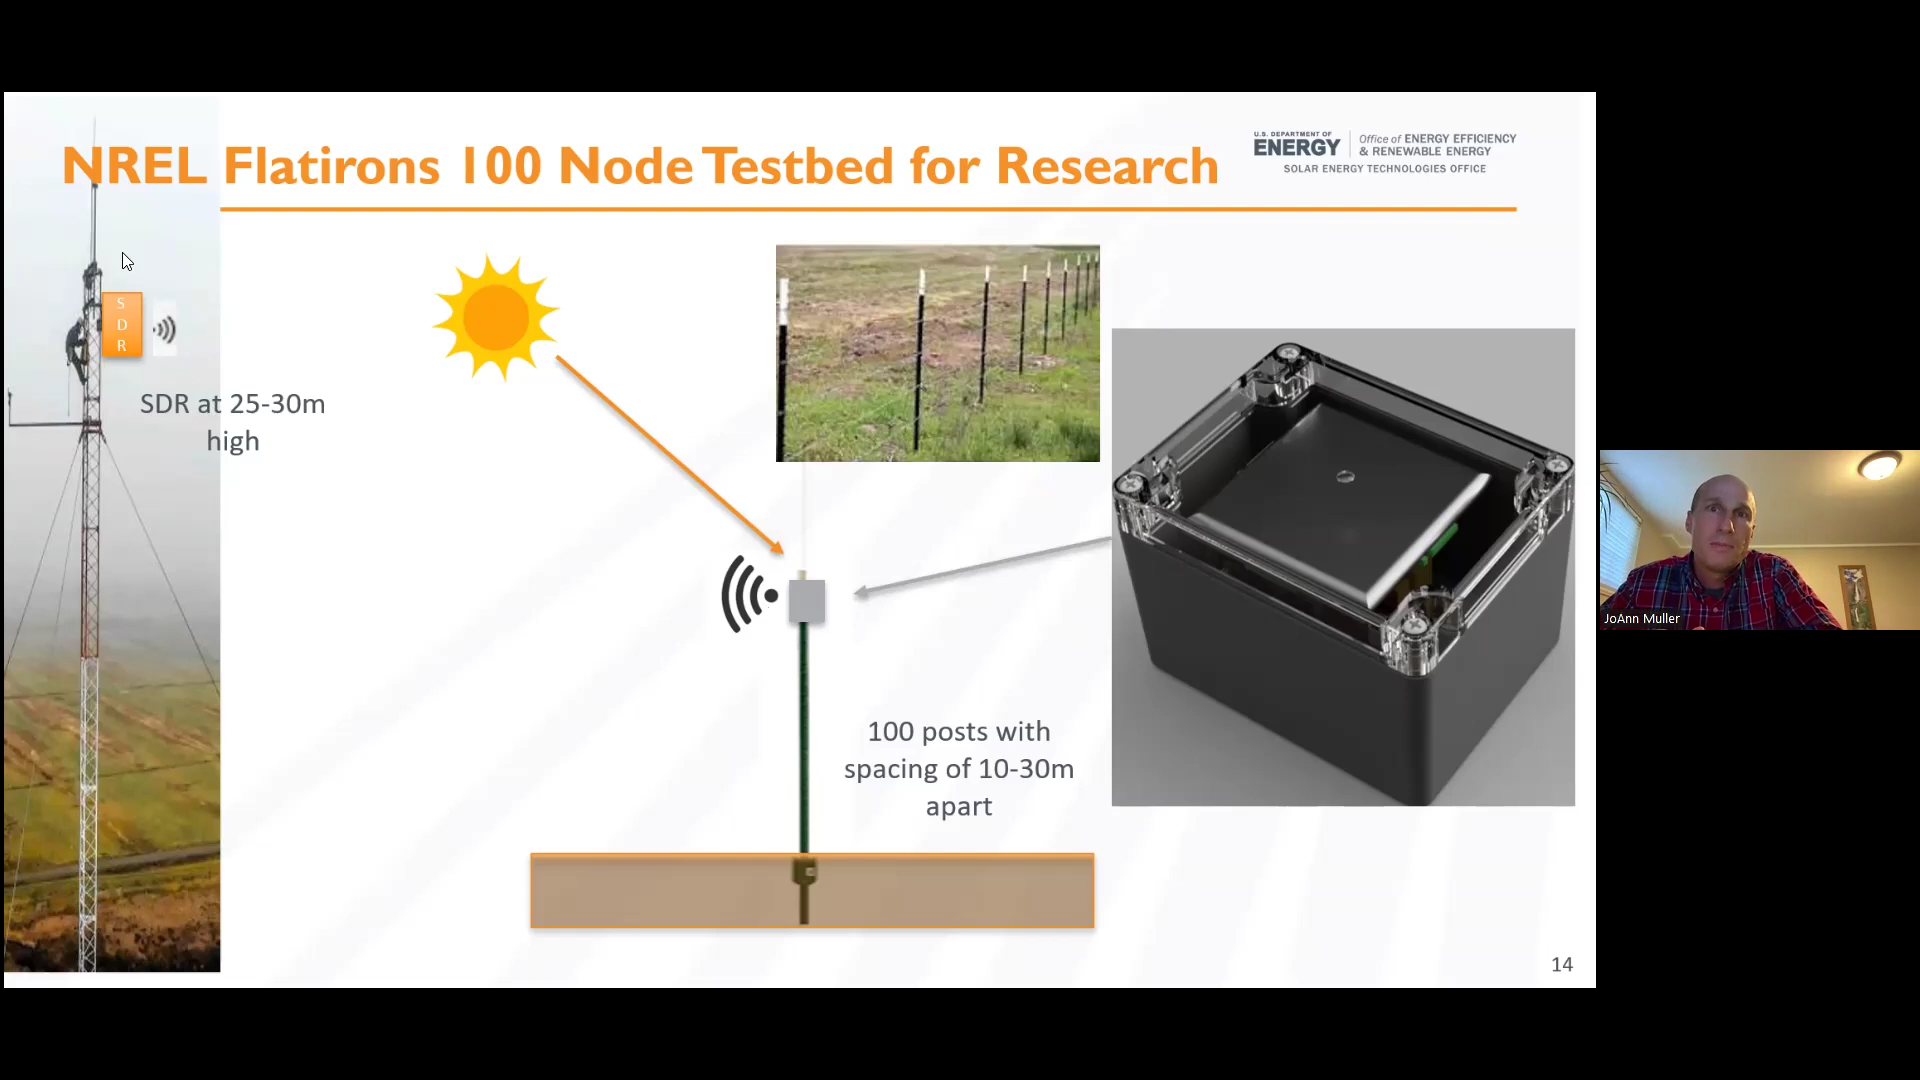 NREL Flatirons 100 Node Testbed for Research
U.S. DEPARTMENT OF
ENERGY
Office of ENERGY EFFICIENCY
& RENEWABLE ENERGY
SOLAR ENERGY TECHNOLOGIES OFFICE
S
D
R
SDR at 25-30m
high
100 posts with
spacing of 10-30m
apart
JoAnn Muller
14